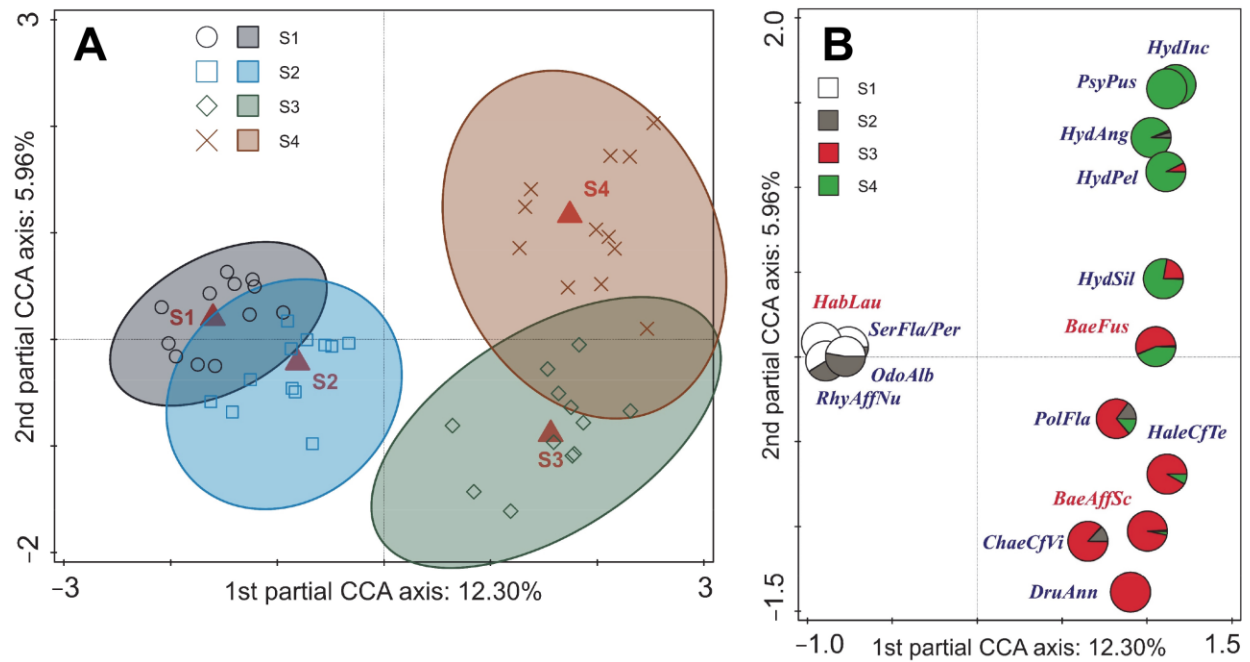 A
S1
S2
S3
S4
3
−2
−3
3
2nd partial CCA axis: 5.96%
1st partial CCA axis: 12.30%
S1
S2
S3
S4
B
S1
S2
S3
S4
2.0
−1.5
−1.0
1.5
2nd partial CCA axis: 5.96%
1st partial CCA axis: 12.30%
HydInc
PsyPus
HydAng
HydPel
HydSil
HabLau
SerFla/Per
BaeFus
OdoAlb
RhyAffNu
PolFla
HaleCfTe
BaeAffSc
ChaeCfVi
DruAnn